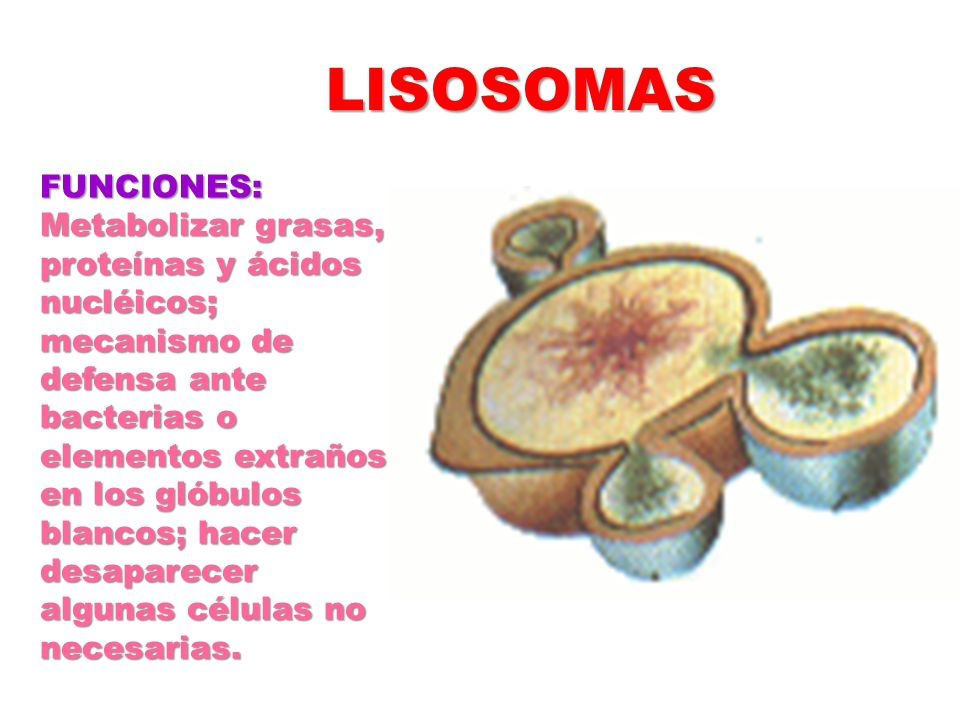 LISOSOMAS
FUNCIONES:
Metabolizar grasas,
proteínas y ácidos
nucléicos;
mecanismo de
defensa ante
bacterias o
elementos extraños
en los glóbulos
blancos; hacer
desaparecer
algunas células no
necesarias.